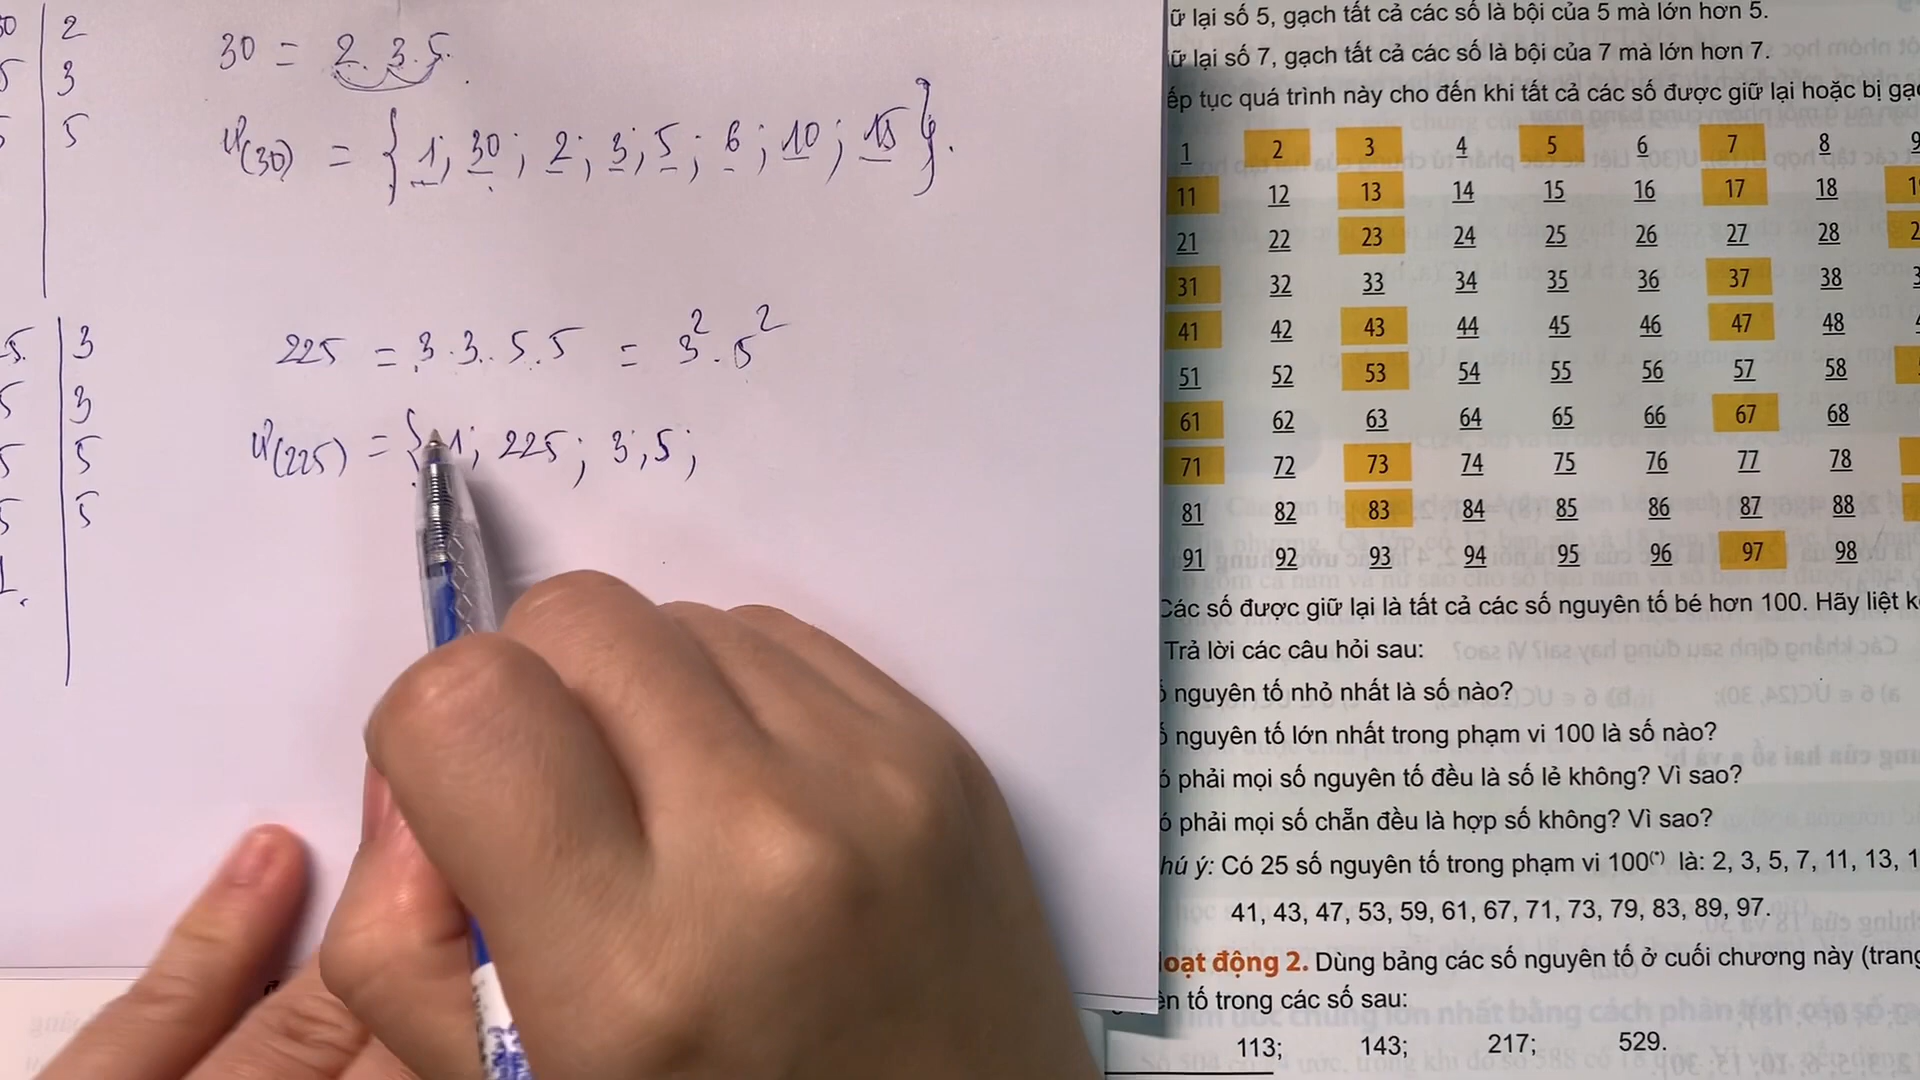 2
3
5
30 = 2.3.5.
Ư(30) = {1; 30; 2; 3; 5; 6; 10; 15}.
3
3
5
5
225 = 3.3.5.5 = 3² . 5²
Ư(225) = { 1; 225; 3; 5;
ữ lại số 5, gạch tất cả các số là bội của 5 mà lớn hơn 5.
ữ lại số 7, gạch tất cả các số là bội của 7 mà lớn hơn 7.
ếp tục quá trình này cho đến khi tất cả các số được giữ lại hoặc bị gạ
1 2 3 4 5 6 7 8 9
11 12 13 14 15 16 17 18
21 22 23 24 25 26 27 28
31 32 33 34 35 36 37 38
41 42 43 44 45 46 47 48
51 52 53 54 55 56 57 58
61 62 63 64 65 66 67 68
71 72 73 74 75 76 77 78
81 82 83 84 85 86 87 88
91 92 93 94 95 96 97 98
Các số được giữ lại là tất cả các số nguyên tố bé hơn 100. Hãy liệt k
Trả lời các câu hỏi sau:
nguyên tố nhỏ nhất là số nào?
nguyên tố lớn nhất trong phạm vi 100 là số nào?
ó phải mọi số nguyên tố đều là số lẻ không? Vì sao?
ó phải mọi số chẵn đều là hợp số không? Vì sao?
hú ý: Có 25 số nguyên tố trong phạm vi 100(*) là: 2, 3, 5, 7, 11, 13, 1
41, 43, 47, 53, 59, 61, 67, 71, 73, 79, 83, 89, 97.
oạt động 2. Dùng bảng các số nguyên tố ở cuối chương này (trang
ên tố trong các số sau:
113; 143; 217; 529.